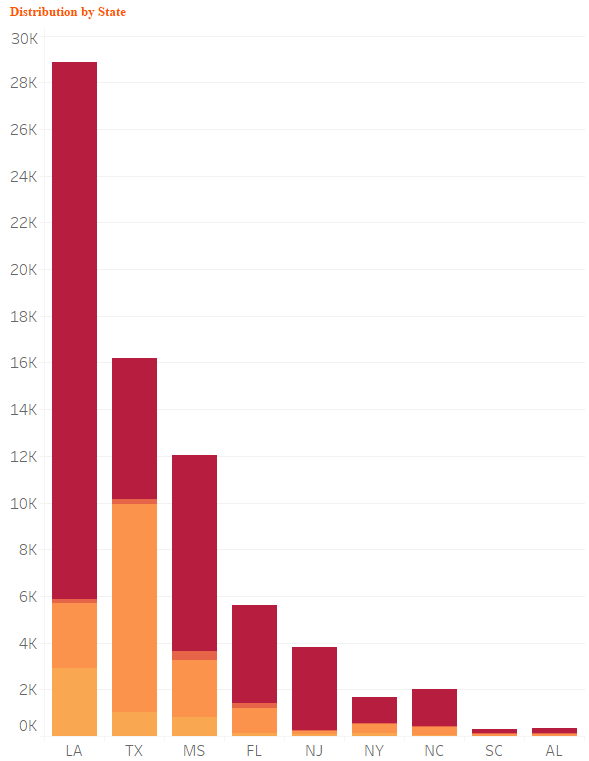 Distribution by State
30K
28K
26K
24K
22K
20K
18K
16K
14K
12K
10K
8K
6K
4K
2K
0K
LA TX MS FL NJ NY NC SC AL